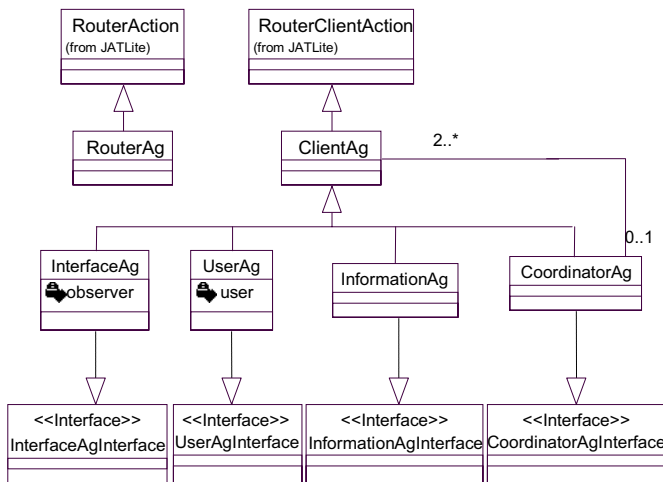 RouterAction
(from JATLite)
RouterClientAction
(from JATLite)
RouterAg
ClientAg
2..*
0..1
InterfaceAg
observer
UserAg
user
InformationAg
CoordinatorAg
<<Interface>>
InterfaceAgInterface
<<Interface>>
UserAgInterface
<<Interface>>
InformationAgInterface
<<Interface>>
CoordinatorAgInterface